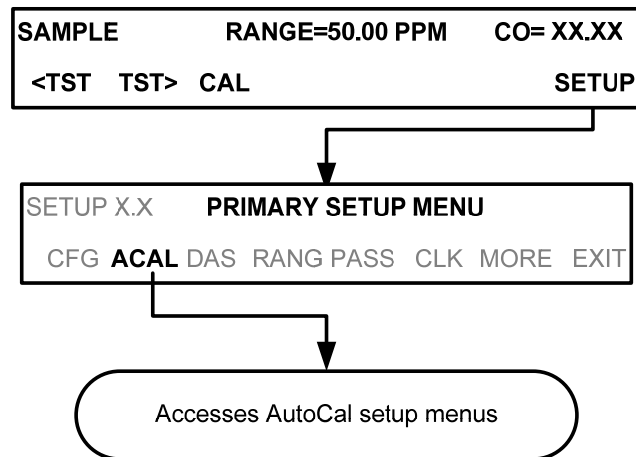 SAMPLE RANGE=50.00 PPM CO= XX.XX
<TST TST> CAL SETUP
SETUP X.X PRIMARY SETUP MENU
CFG ACAL DAS RANG PASS CLK MORE EXIT
Accesses AutoCal setup menus